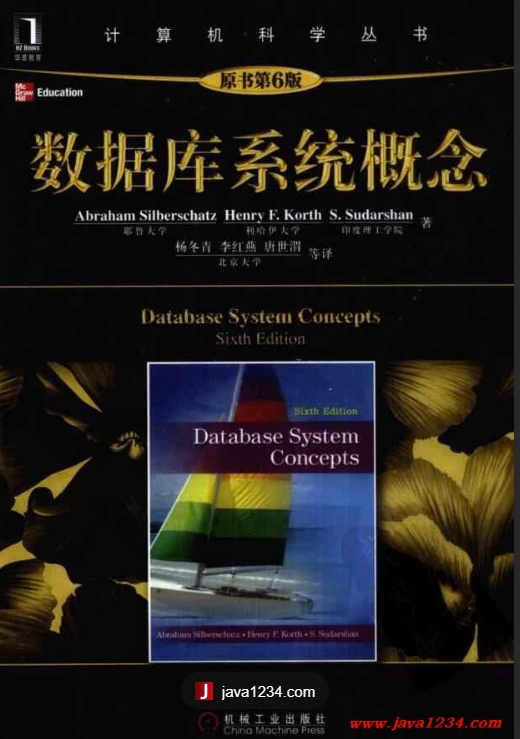 计算机科学丛书
HZ Books
华章教育
原书第6版
Mc
Graw
Hill
Education
数据库系统概念
Abraham Silberschatz Henry F. Korth S. Sudarshan 著
耶鲁大学 利哈伊大学 印度理工学院
杨冬青 李红燕 唐世渭 等译
北京大学
Database System Concepts
Sixth Edition
Sixth Edition
Database System
Concepts
Abraham Silberschatz • Henry F. Korth • S. Sudarshan
J java1234.com
机械工业出版社
China Machine Press
www.java1234.com